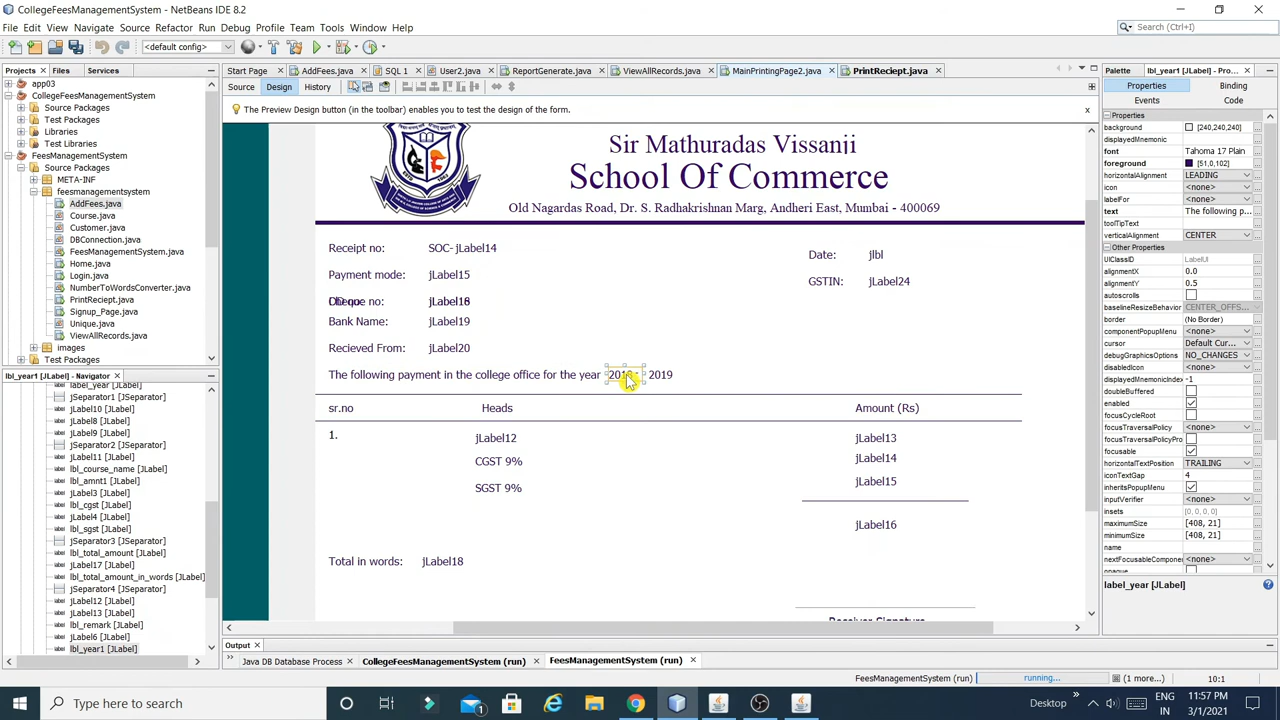 CollegeFeesManagementSystem - NetBeans IDE 8.2
File Edit View Navigate Source Refactor Run Debug Profile Team Tools Window Help
Search (Ctrl+I)
<default config>
Projects Files Services
Start Page AddFees.java SQL 1 User2.java ReportGenerate.java ViewAllRecords.java MainPrintingPage2.java PrintReciept.java
Palette lbl_year1 [JLabel] - Pro...
Source Design History
Properties Binding
Events Code
The Preview Design button (in the toolbar) enables you to test the design of the form.
app03
CollegeFeesManagementSystem
Source Packages
Test Packages
Libraries
Test Libraries
FeesManagementSystem
Source Packages
META-INF
feesmanagementsystem
AddFees.java
Course.java
Customer.java
DBConnection.java
FeesManagementSystem.java
Home.java
Login.java
NumberToWordsConverter.java
PrintReciept.java
Signup_Page.java
Unique.java
ViewAllRecords.java
images
Test Packages
lbl_year1 [JLabel] - Navigator
label_year [JLabel]
jSeparator1 [JSeparator]
jLabel10 [JLabel]
jLabel8 [JLabel]
jLabel9 [JLabel]
jSeparator2 [JSeparator]
jLabel11 [JLabel]
lbl_course_name [JLabel]
lbl_amnt1 [JLabel]
jLabel3 [JLabel]
lbl_cgst [JLabel]
jLabel4 [JLabel]
lbl_sgst [JLabel]
jSeparator3 [JSeparator]
lbl_total_amount [JLabel]
jLabel17 [JLabel]
lbl_total_amount_in_words [JLabel]
jSeparator4 [JSeparator]
jLabel12 [JLabel]
jLabel13 [JLabel]
lbl_remark [JLabel]
jLabel6 [JLabel]
lbl_year1 [JLabel]
Sir Mathuradas Vissanji
School Of Commerce
Old Nagardas Road, Dr. S. Radhakrishnan Marg, Andheri East, Mumbai - 400069
Receipt no: SOC- jLabel14
Date: jlbl
Payment mode: jLabel15
GSTIN: jLabel24
no:
Bank Name: jLabel19
Recieved From: jLabel20
The following payment in the college office for the year 2019
sr.no Heads Amount (Rs)
1. jLabel12 jLabel13
CGST 9% jLabel14
SGST 9% jLabel15
jLabel16
Total in words: jLabel18
Receiver Signature
Properties
background [240,240,240]
displayedMnemonic
font Tahoma 17 Plain
foreground [51,0,102]
horizontalAlignment LEADING
icon <none>
labelFor <none>
text The following p...
toolTipText
verticalAlignment CENTER
Other Properties
UIClassID LabelUI
alignmentX 0.0
alignmentY 0.5
autoscrolls
baselineResizeBehavior CENTER_OFFS...
border (No Border)
componentPopupMenu <none>
cursor Default Cur...
debugGraphicsOptions NO_CHANGES
disabledIcon <none>
displayedMnemonicIndex -1
doubleBuffered
enabled
focusCycleRoot
focusTraversalPolicy <none>
focusTraversalPolicyPro
focusable
horizontalTextPosition TRAILING
iconTextGap 4
inheritsPopupMenu
inputVerifier <none>
insets [0, 0, 0, 0]
maximumSize [408, 21]
minimumSize [408, 21]
name
nextFocusableComponen <none>
opaque
label_year [JLabel]
Output
Java DB Database Process CollegeFeesManagementSystem (run) FeesManagementSystem (run)
FeesManagementSystem (run) running... (1 more...) 10:1
Type here to search
Desktop
ENG
IN
11:57 PM
3/1/2021